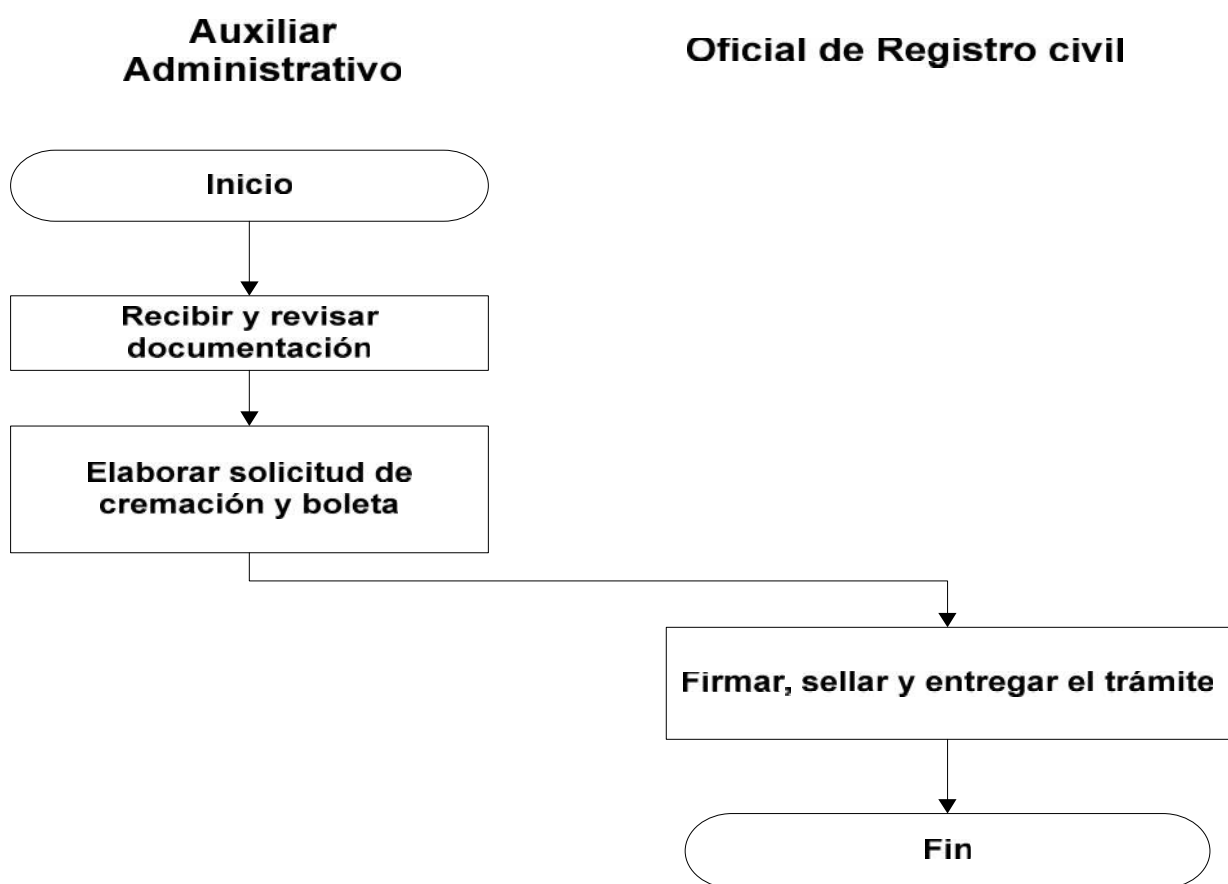 Auxiliar
Administrativo
Oficial de Registro civil
Inicio
Recibir y revisar
documentación
Elaborar solicitud de
cremación y boleta
Firmar, sellar y entregar el trámite
Fin